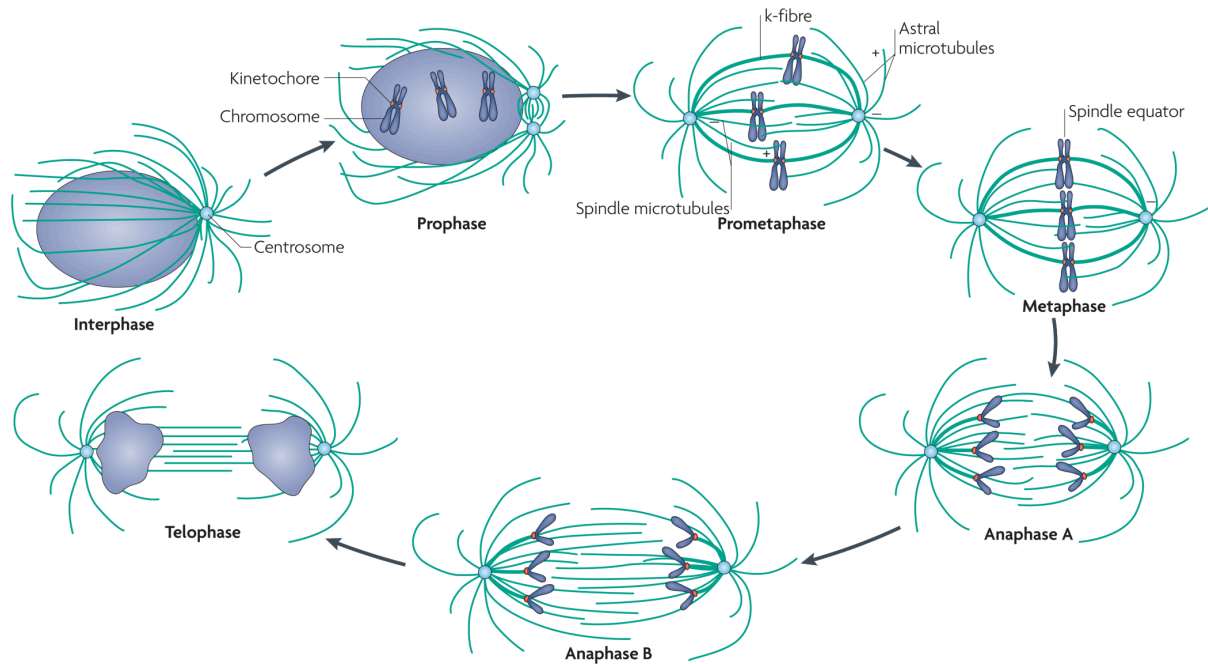 k-fibre
Astral
microtubules
+
Kinetochore
Chromosome
Spindle equator
−
−
+
−
Spindle microtubules
Prophase
Prometaphase
Centrosome
Interphase
Metaphase
Telophase
Anaphase A
Anaphase B